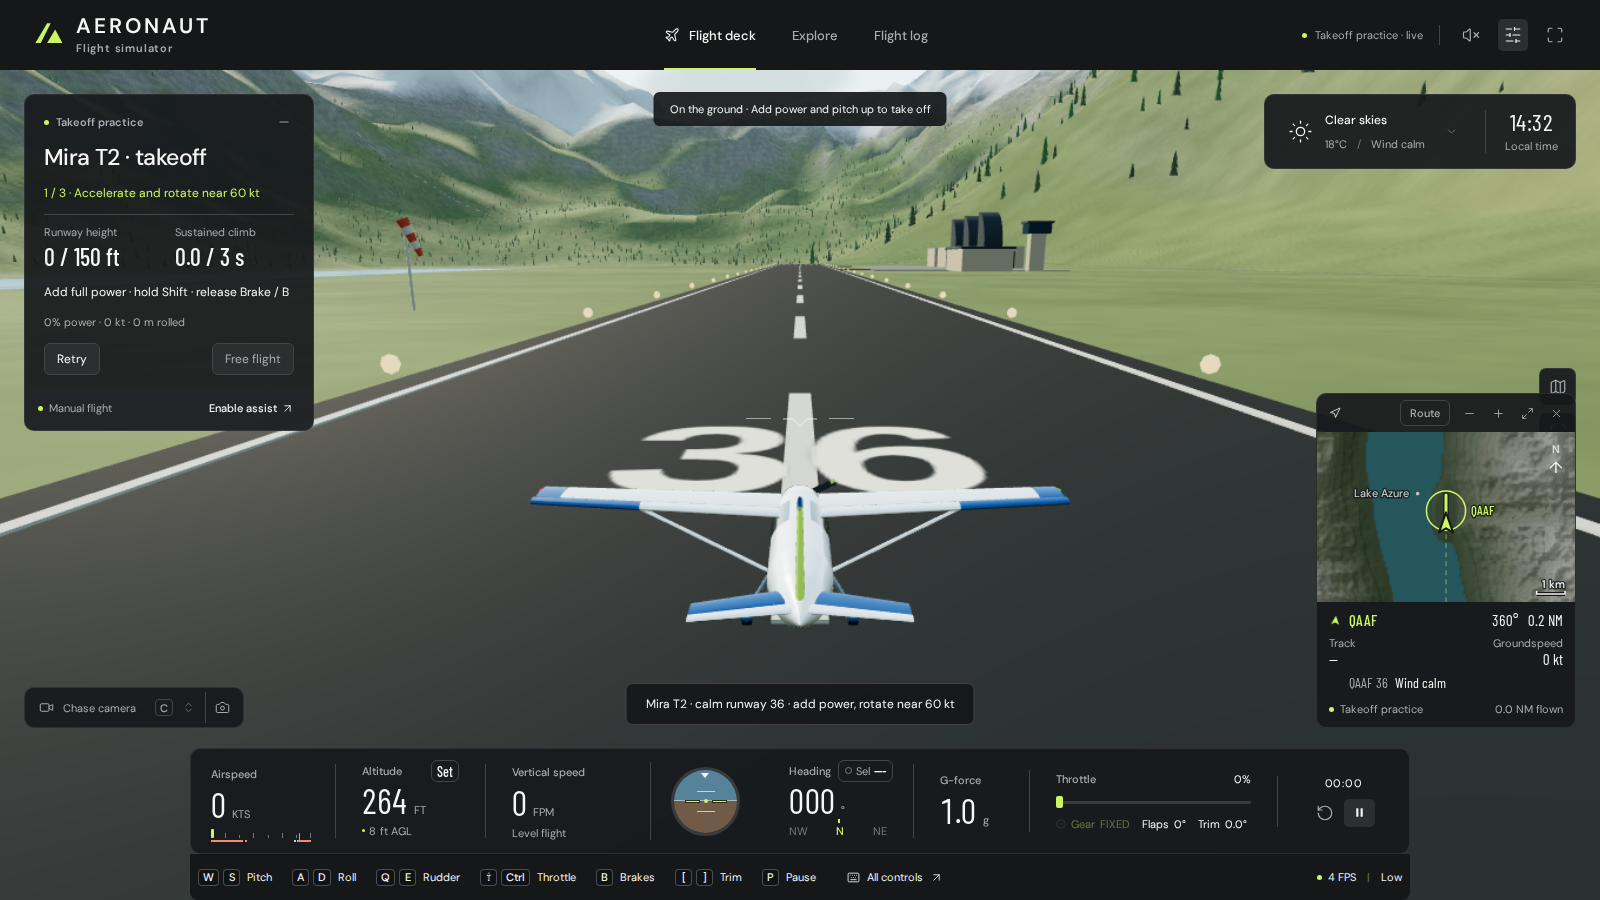 AERONAUT
Flight simulator
Flight deck
Explore
Flight log
Takeoff practice · live
Takeoff practice
Mira T2 · takeoff
1 / 3 · Accelerate and rotate near 60 kt
Runway height
Sustained climb
0 / 150 ft
0.0 / 3 s
Add full power · hold Shift · release Brake / B
0% power · 0 kt · 0 m rolled
Retry
Free flight
Manual flight
Enable assist
On the ground · Add power and pitch up to take off
Clear skies
18°C / Wind calm
14:32
Local time
36
Route
N
Lake Azure
QAAF
1 km
QAAF
360° 0.2 NM
Track
Groundspeed
—
0 kt
QAAF 36 Wind calm
Takeoff practice
0.0 NM flown
Chase camera
C
Mira T2 · calm runway 36 · add power, rotate near 60 kt
Airspeed
0 KTS
Altitude
Set
264 FT
8 ft AGL
Vertical speed
0 FPM
Level flight
Heading
Sel —-
000°
NW N NE
G-force
1.0 g
Throttle
0%
Gear FIXED Flaps 0° Trim 0.0°
00:00
W S Pitch
A D Roll
Q E Rudder
⇧ Ctrl Throttle
B Brakes
[ ] Trim
P Pause
All controls
4 FPS | Low